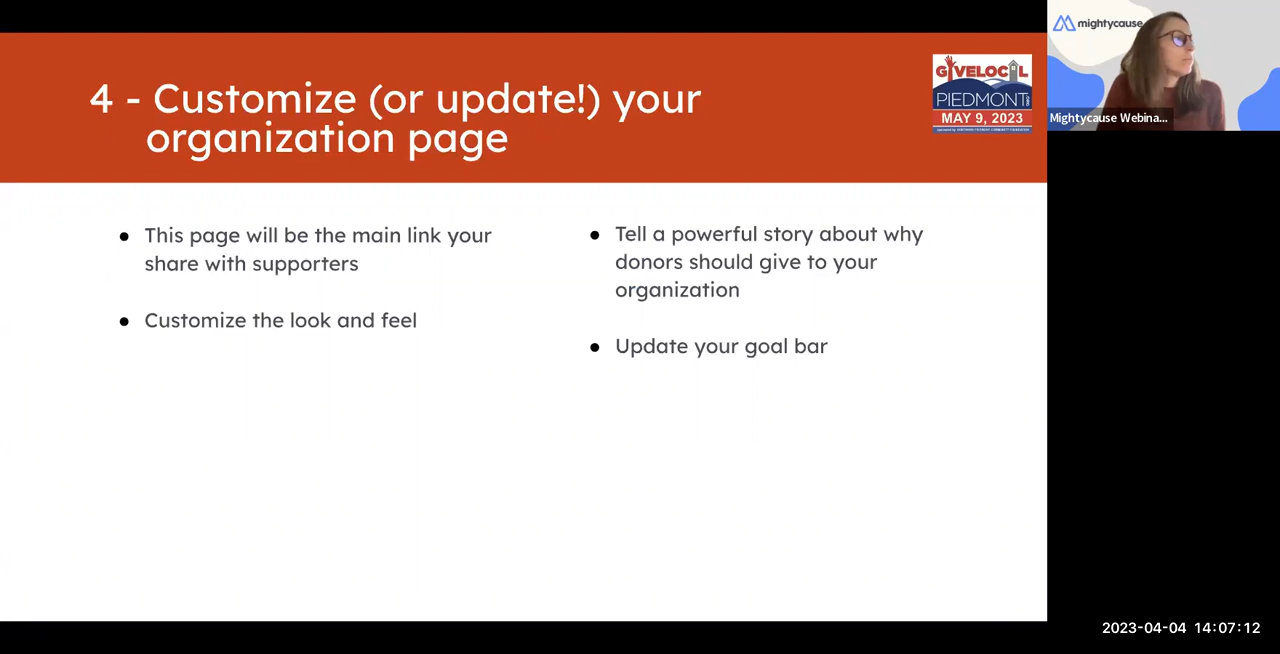 4 - Customize (or update!) your
organization page
GIVELOCAL
PIEDMONT
MAY 9, 2023
mightycause
Mightycause Webina...
● This page will be the main link your
share with supporters
● Customize the look and feel
● Tell a powerful story about why
donors should give to your
organization
● Update your goal bar
2023-04-04 14:07:12